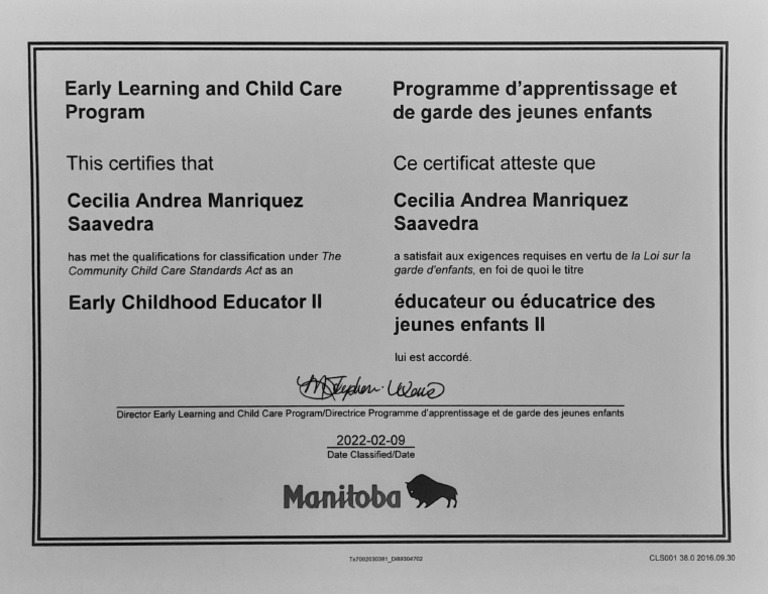 Early Learning and Child Care
Program
This certifies that
Cecilia Andrea Manriquez
Saavedra
has met the qualifications for classification under The
Community Child Care Standards Act as an
Early Childhood Educator II
Programme d'apprentissage et
de garde des jeunes enfants
Ce certificat atteste que
Cecilia Andrea Manriquez
Saavedra
a satisfait aux exigences requises en vertu de la Loi sur la
garde d'enfants, en foi de quoi le titre
éducateur ou éducatrice des
jeunes enfants II
lui est accordé.
Director Early Learning and Child Care Program/Directrice Programme d'apprentissage et de garde des jeunes enfants
2022-02-09
Date Classified/Date
Manitoba
CLS001 38.0 2016.09.30